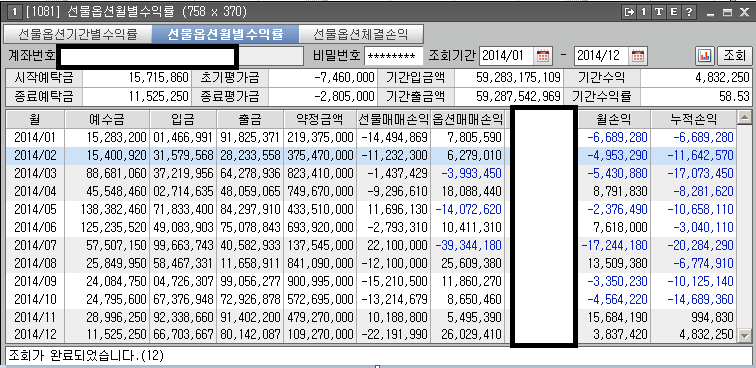 1 [1081] 선물옵션월별수익률 (758 x 370) 1 T E ?
선물옵션기간별수익률 선물옵션월별수익률 선물옵션체결손익
계좌번호 비밀번호 ******** 조회기간 2014/01 - 2014/12 조회
시작예탁금 15,715,860 초기평가금 -7,460,000 기간입금액 59,283,175,109 기간수익 4,832,250
종료예탁금 11,525,250 종료평가금 -2,805,000 기간출금액 59,287,542,969 기간수익률 58.53
월 예수금 입금 출금 약정금액 선물매매손익 옵션매매손익 월손익 누적손익
2014/01 15,283,200 01,466,991 91,825,371 219,375,000 -14,494,869 7,805,590 -6,689,280 -6,689,280
2014/02 15,400,920 31,579,568 28,233,558 375,470,000 -11,232,300 6,279,010 -4,953,290 -11,642,570
2014/03 88,681,060 37,219,956 64,278,936 823,410,000 -1,437,429 -3,993,450 -5,430,880 -17,073,450
2014/04 45,548,460 02,714,635 48,059,065 749,670,000 -9,296,610 18,088,440 8,791,830 -8,281,620
2014/05 138,382,460 71,833,400 84,297,910 433,510,000 11,696,130 -14,072,620 -2,376,490 -10,658,110
2014/06 125,235,520 49,083,903 75,078,843 693,920,000 -2,793,310 10,411,310 7,618,000 -3,040,110
2014/07 57,507,150 99,663,743 40,582,933 137,545,000 22,100,000 -39,344,180 -17,244,180 -20,284,290
2014/08 25,849,950 58,467,331 11,658,911 841,090,000 -12,100,000 25,609,380 13,509,380 -6,774,910
2014/09 24,084,750 04,726,307 99,056,277 900,995,000 -15,210,500 11,860,270 -3,350,230 -10,125,140
2014/10 24,795,600 67,376,948 72,926,878 572,695,000 -13,214,679 8,650,460 -4,564,220 -14,689,360
2014/11 28,996,250 92,338,660 91,402,200 479,270,000 10,188,800 5,495,390 15,684,190 994,830
2014/12 11,525,250 66,703,667 80,142,087 109,270,000 -22,191,990 26,029,410 3,837,420 4,832,250
조회가 완료되었습니다.(12)